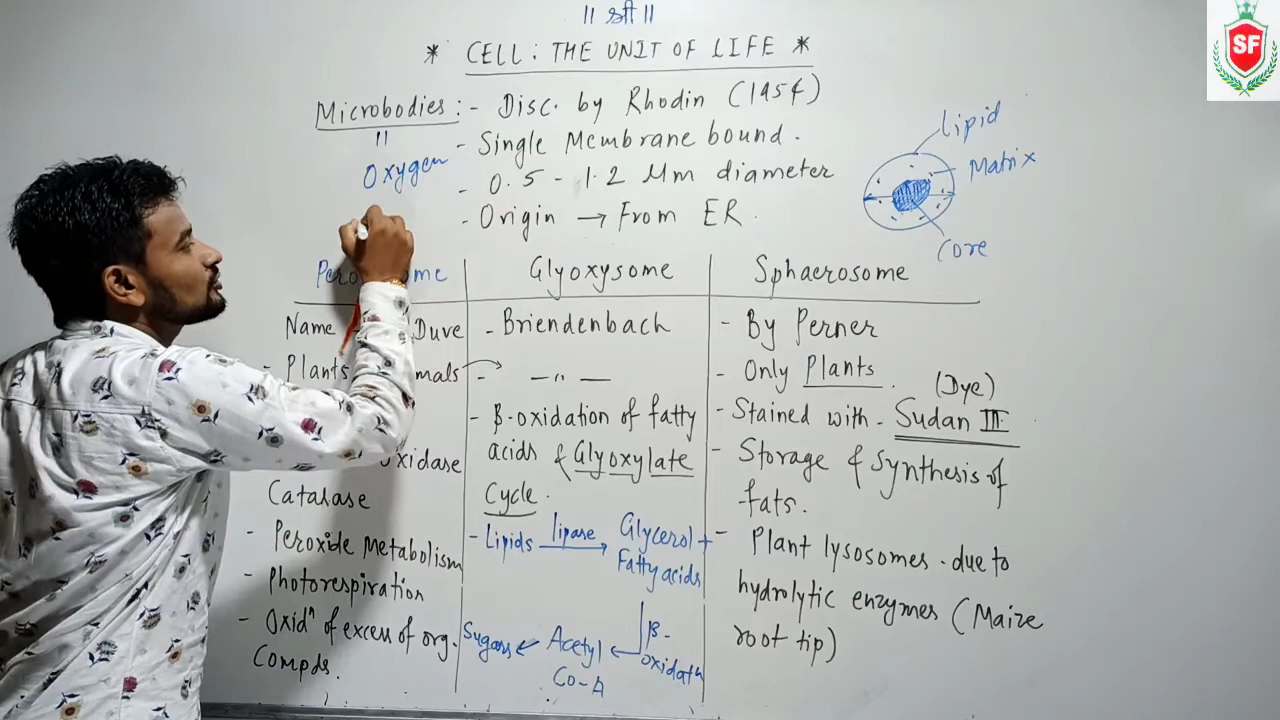 || श्री ||
* CELL : THE UNIT OF LIFE *
Microbodies :- Disc. by Rhodin (1954)
"
Oxygen
- Single Membrane bound.
- 0.5 - 1.2 Mm diameter
- Origin → From ER.
Lipid
Matrix
Core
Glyoxysome
- Briendenbach
- —"—
- β-oxidation of fatty
acids & Glyoxylate
Cycle.
- Lipids lipase → Glycerol +
Fatty acids
β-
oxidatn
Acetyl
Co-A
Sugars
Sphaerosome
- By Perner
- Only Plants.
(Dye)
- Stained with - Sudan III
- Storage & Synthesis of
fats.
- Plant lysosomes - due to
hydrolytic enzymes (Maize
root tip)
Name Duve
- Plants
Catalase
- Peroxide Metabolism
- Photorespiration
- Oxidⁿ of excess of org.
Compds.
SF